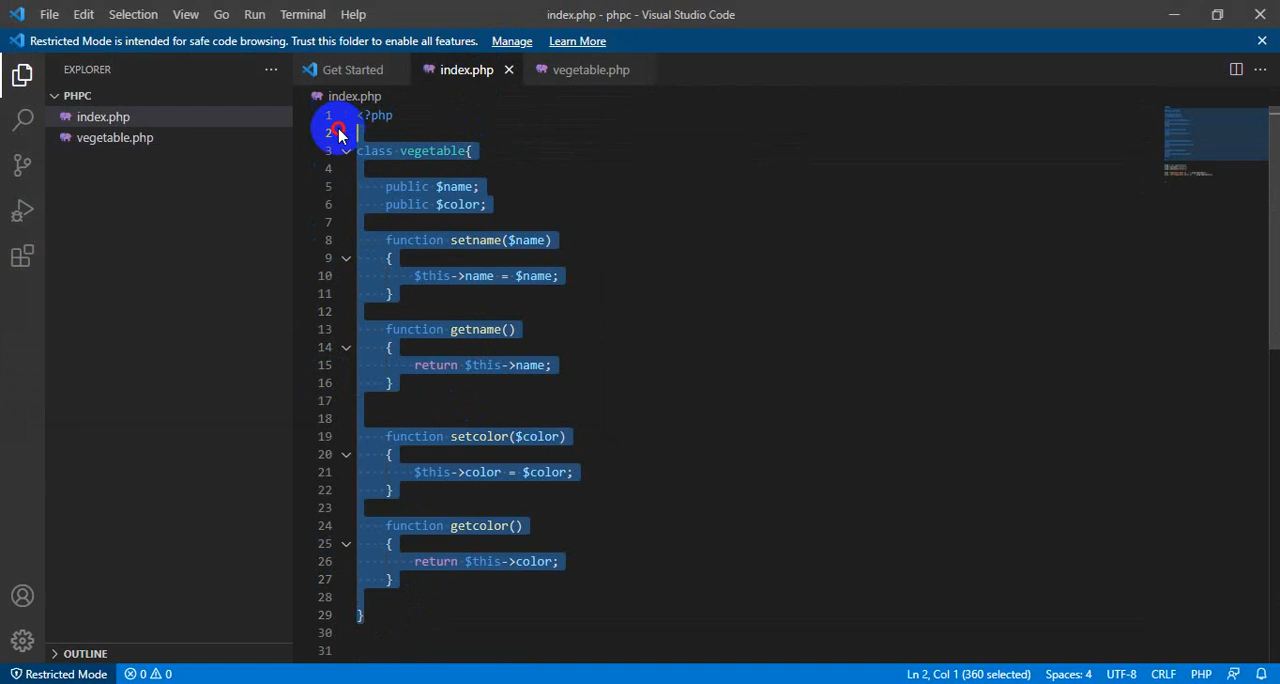 File Edit Selection View Go Run Terminal Help index.php - phpc - Visual Studio Code
Restricted Mode is intended for safe code browsing. Trust this folder to enable all features. Manage Learn More
EXPLORER
PHPC
index.php
vegetable.php
OUTLINE
Get Started index.php vegetable.php
index.php
1 <?php
2
3 class vegetable{
4
5 public $name;
6 public $color;
7
8 function setname($name)
9 {
10 $this->name = $name;
11 }
12
13 function getname()
14 {
15 return $this->name;
16 }
17
18
19 function setcolor($color)
20 {
21 $this->color = $color;
22 }
23
24 function getcolor()
25 {
26 return $this->color;
27 }
28
29 }
30
31
Restricted Mode 0 0 Ln 2, Col 1 (360 selected) Spaces: 4 UTF-8 CRLF PHP